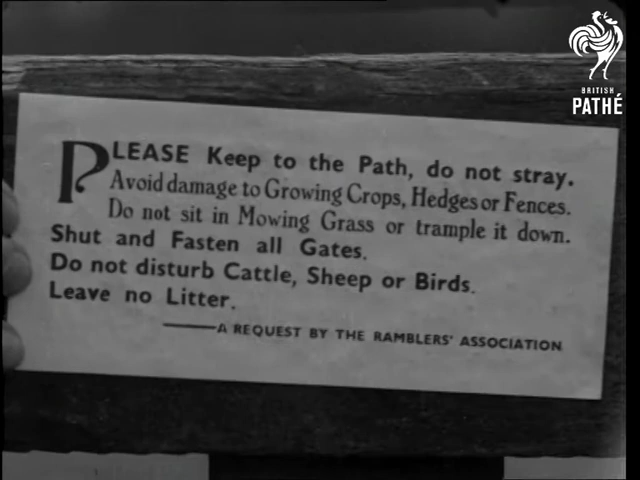 BRITISH
PATHÉ
PLEASE Keep to the Path, do not stray.
Avoid damage to Growing Crops, Hedges or Fences.
Do not sit in Mowing Grass or trample it down.
Shut and Fasten all Gates.
Do not disturb Cattle, Sheep or Birds.
Leave no Litter.
A REQUEST BY THE RAMBLERS' ASSOCIATION